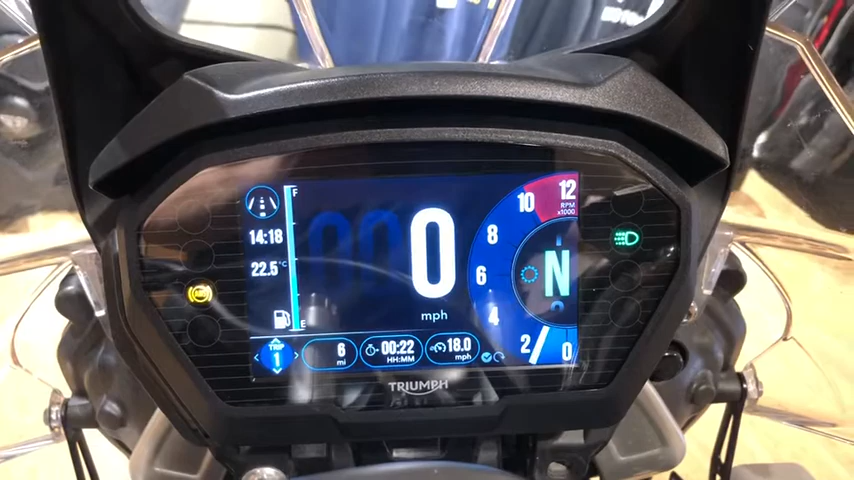 F
14:18
22.5°C
E
0
mph
12
RPM
x1000
10
8
6
4
2
0
N
ABS
TRIP
1
6
mi
00:22
HH:MM
18.0
mph
TRIUMPH